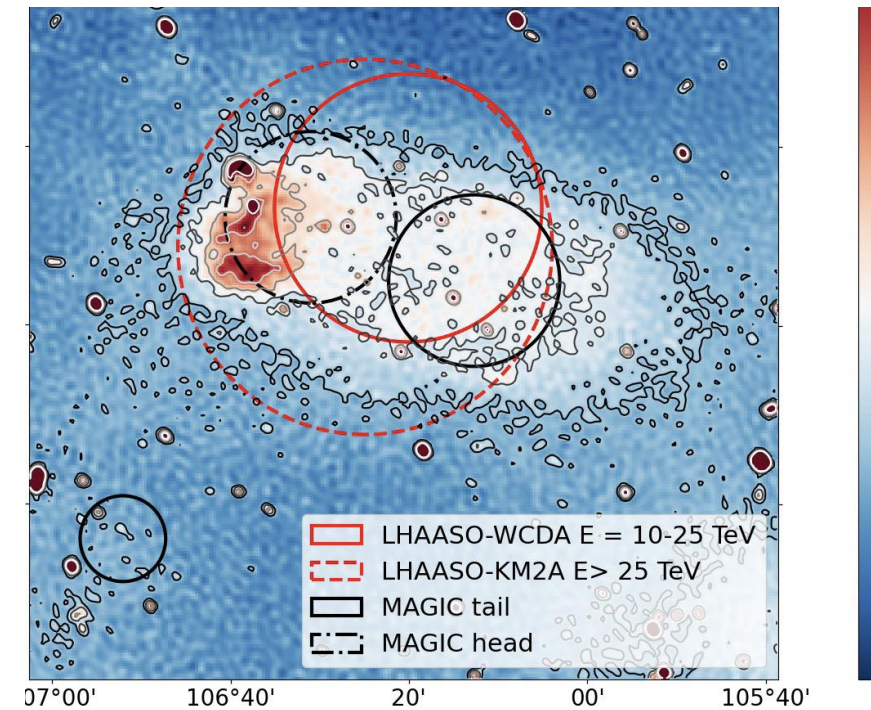 LHAASO-WCDA E = 10-25 TeV
LHAASO-KM2A E> 25 TeV
MAGIC tail
MAGIC head
07°00' 106°40' 20' 00' 105°40'